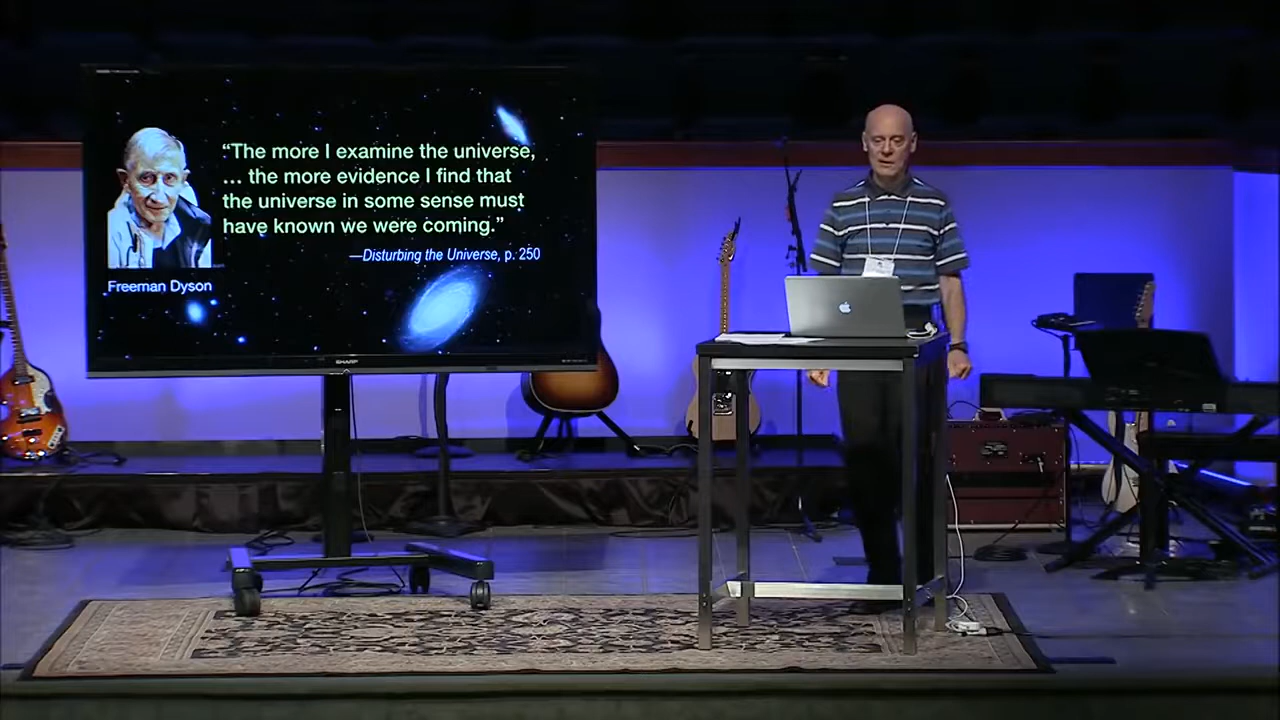 “The more I examine the universe,
... the more evidence I find that
the universe in some sense must
have known we were coming.”
—Disturbing the Universe, p. 250
Freeman Dyson
SHARP